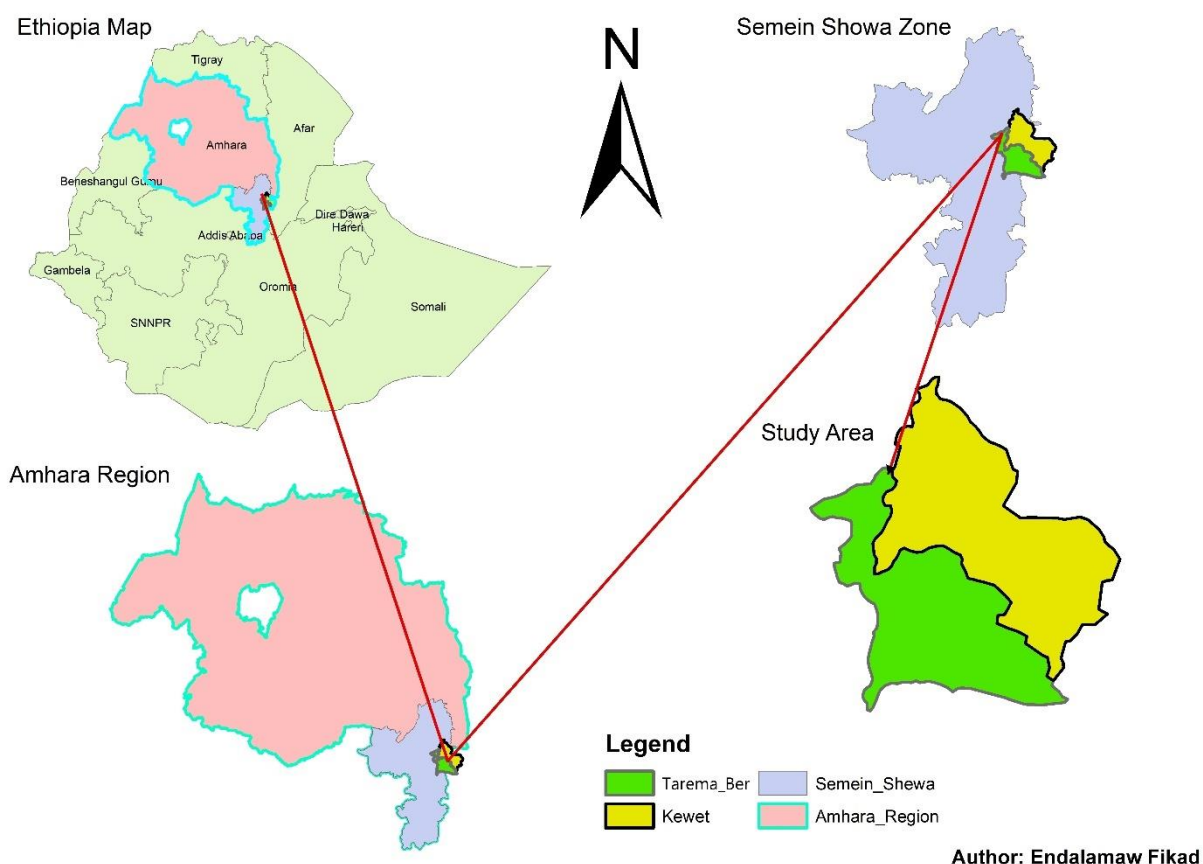 Ethiopia Map
Tigray
Afar
Amhara
Beneshangul Gumu
Dire Dawa
Hareri
Addis Ababa
Gambela
Oromia
Somali
SNNPR
N
Semein Showa Zone
Study Area
Amhara Region
Legend
Tarema_Ber
Semein_Shewa
Kewet
Amhara_Region
Author: Endalamaw Fikad